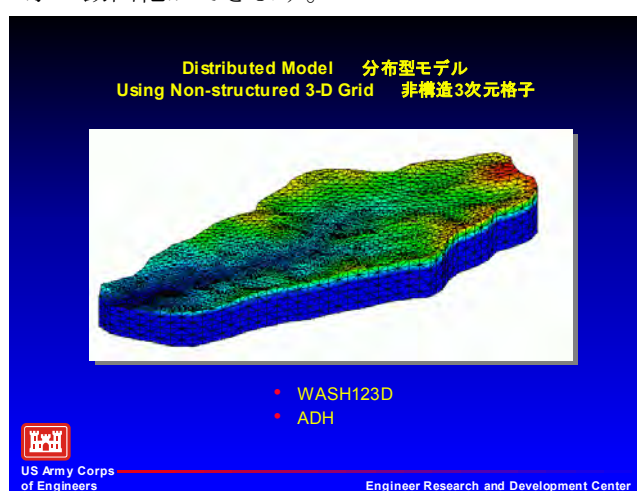 Distributed Model 分布型モデル
Using Non-structured 3-D Grid 非構造3次元格子
• WASH123D
• ADH
US Army Corps
of Engineers
Engineer Research and Development Center